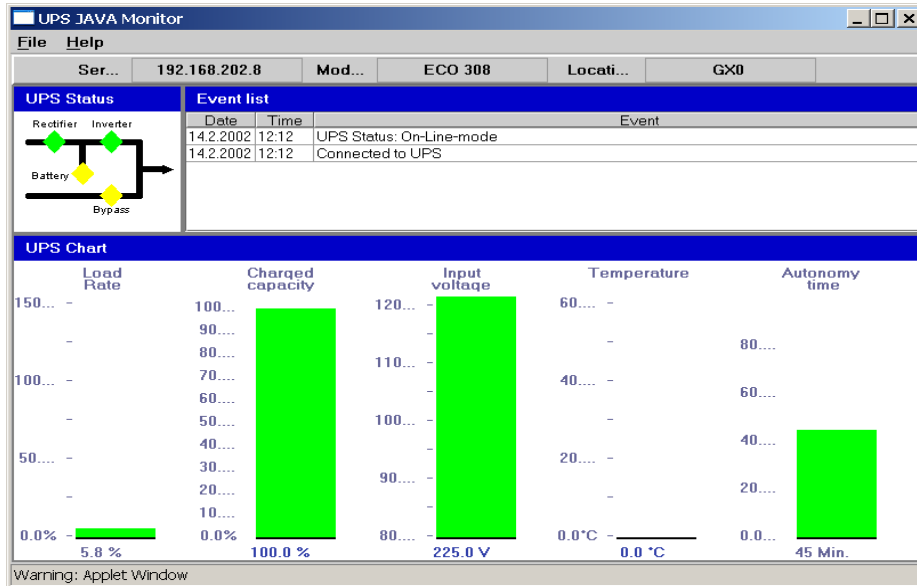 UPS JAVA Monitor
File Help
Ser... 192.168.202.8 Mod... ECO 308 Locati... GX0
UPS Status
Rectifier Inverter
Battery
Bypass
Event list
Date Time Event
14.2.2002 12:12 UPS Status: On-Line-mode
14.2.2002 12:12 Connected to UPS
UPS Chart
Load
Rate
150...
100...
50....
0.0%
5.8 %
Charged
capacity
100...
90....
80....
70....
60....
50....
40....
30....
20....
10....
0.0%
100.0 %
Input
voltage
120...
110...
100...
90....
80....
225.0 V
Temperature
60....
40....
20....
0.0°C
0.0 °C
Autonomy
time
80....
60....
40....
20....
0.0...
45 Min.
Warning: Applet Window